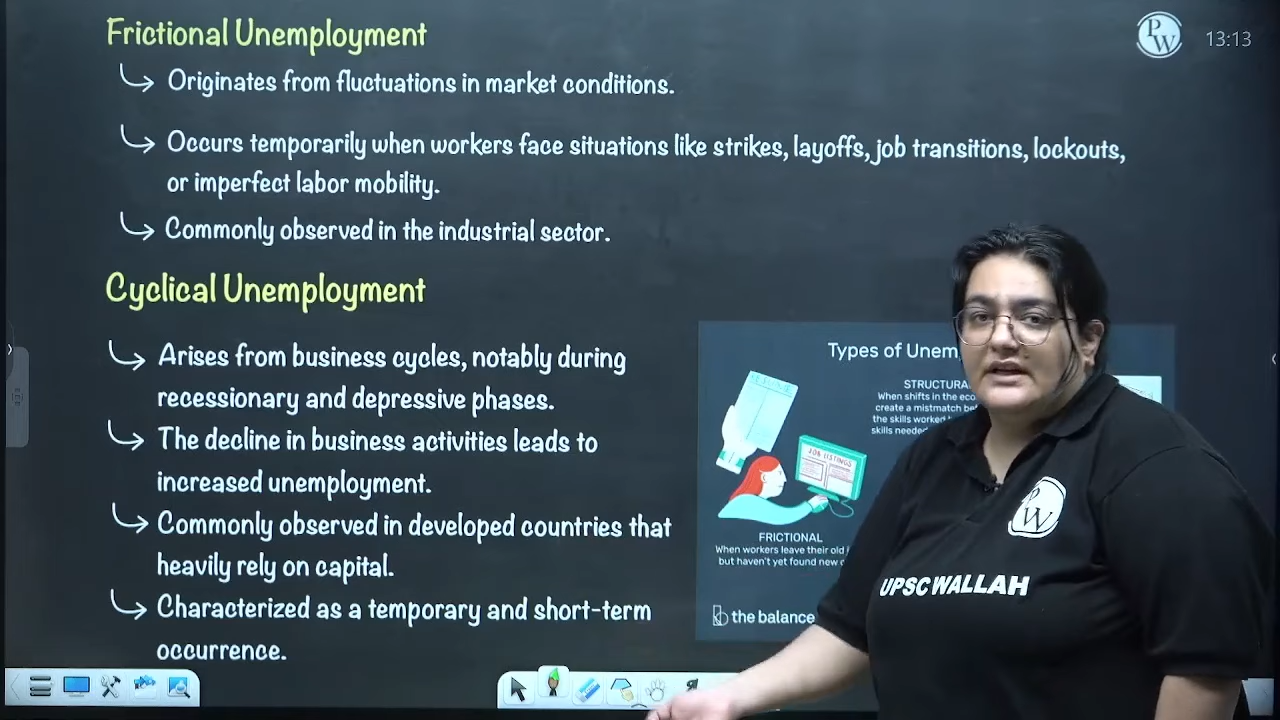 Frictional Unemployment
PW
13:13
Originates from fluctuations in market conditions.
Occurs temporarily when workers face situations like strikes, layoffs, job transitions, lockouts,
or imperfect labor mobility.
Commonly observed in the industrial sector.
Cyclical Unemployment
Arises from business cycles, notably during
recessionary and depressive phases.
The decline in business activities leads to
increased unemployment.
Commonly observed in developed countries that
heavily rely on capital.
Characterized as a temporary and short-term
occurrence.
Types of Unem
STRUCTURA
When shifts in the eco
create a mismatch be
the skills worked
skills neede
JOB LISTINGS
FRICTIONAL
When workers leave their old
but haven't yet found new
the balance
PW
UPSC WALLAH